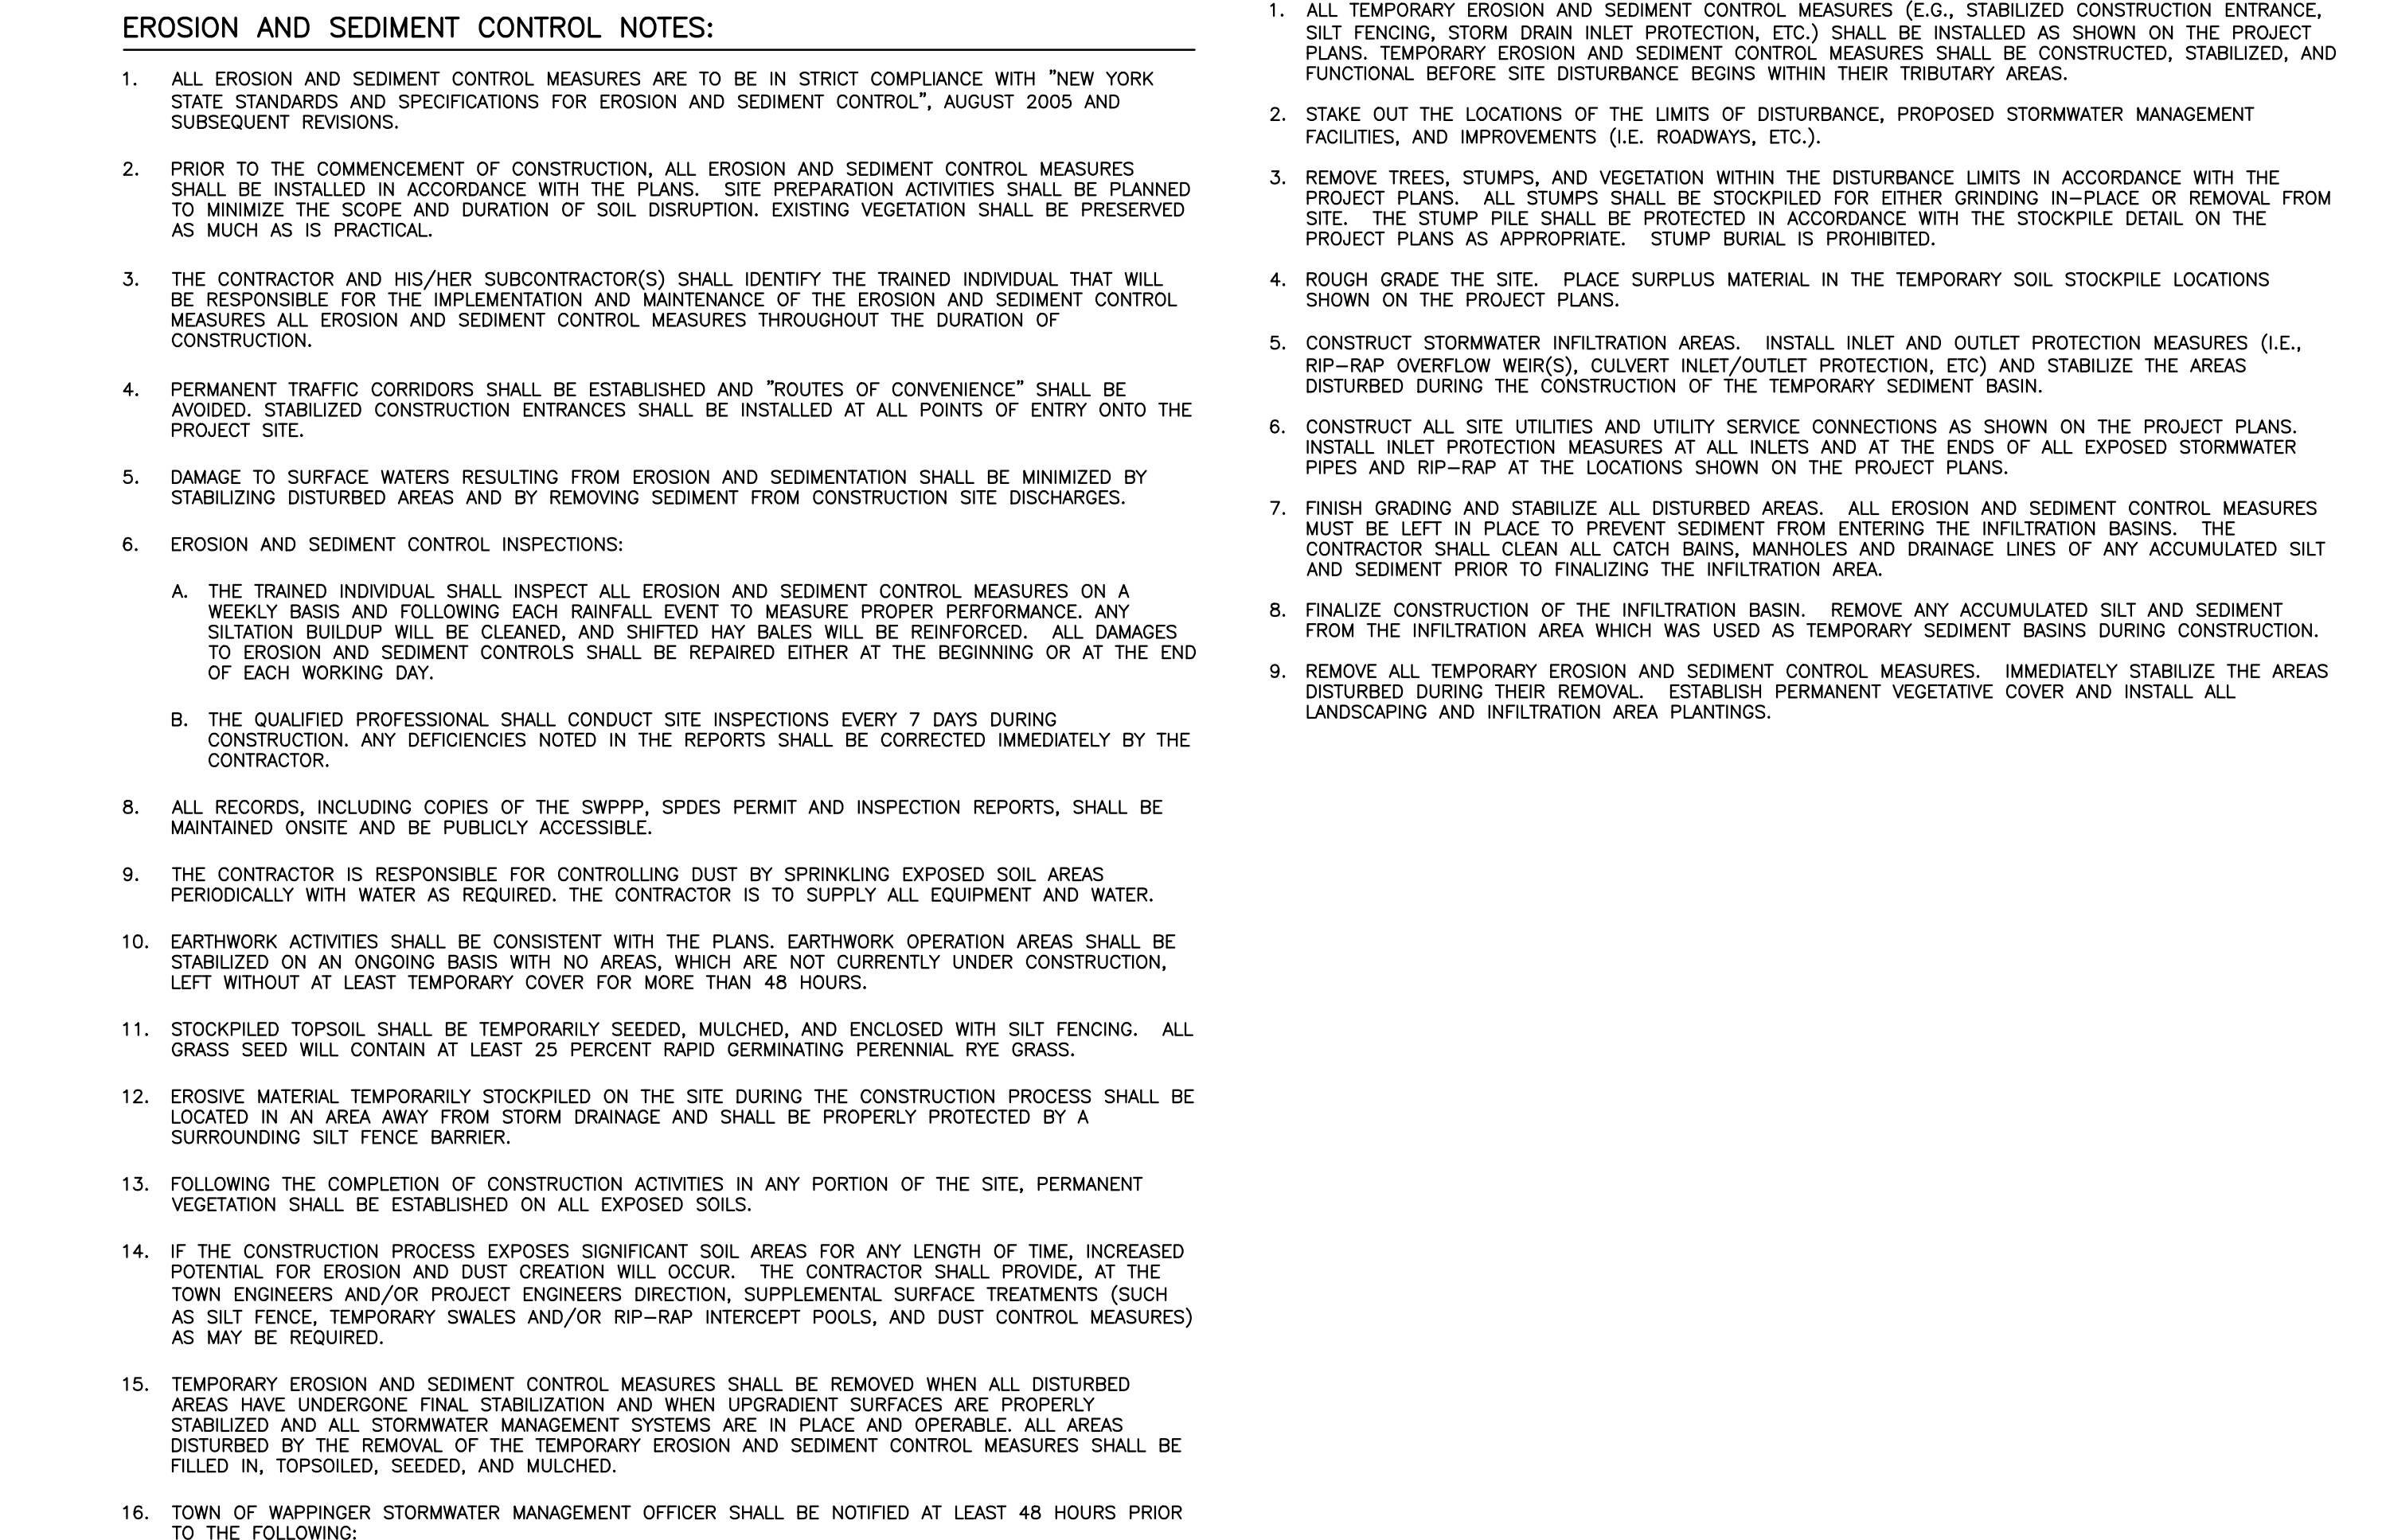 EROSION AND SEDIMENT CONTROL NOTES:
1. ALL EROSION AND SEDIMENT CONTROL MEASURES ARE TO BE IN STRICT COMPLIANCE WITH "NEW YORK
STATE STANDARDS AND SPECIFICATIONS FOR EROSION AND SEDIMENT CONTROL", AUGUST 2005 AND
SUBSEQUENT REVISIONS.
2. PRIOR TO THE COMMENCEMENT OF CONSTRUCTION, ALL EROSION AND SEDIMENT CONTROL MEASURES
SHALL BE INSTALLED IN ACCORDANCE WITH THE PLANS. SITE PREPARATION ACTIVITIES SHALL BE PLANNED
TO MINIMIZE THE SCOPE AND DURATION OF SOIL DISRUPTION. EXISTING VEGETATION SHALL BE PRESERVED
AS MUCH AS IS PRACTICAL.
3. THE CONTRACTOR AND HIS/HER SUBCONTRACTOR(S) SHALL IDENTIFY THE TRAINED INDIVIDUAL THAT WILL
BE RESPONSIBLE FOR THE IMPLEMENTATION AND MAINTENANCE OF THE EROSION AND SEDIMENT CONTROL
MEASURES ALL EROSION AND SEDIMENT CONTROL MEASURES THROUGHOUT THE DURATION OF
CONSTRUCTION.
4. PERMANENT TRAFFIC CORRIDORS SHALL BE ESTABLISHED AND "ROUTES OF CONVENIENCE" SHALL BE
AVOIDED. STABILIZED CONSTRUCTION ENTRANCES SHALL BE INSTALLED AT ALL POINTS OF ENTRY ONTO THE
PROJECT SITE.
5. DAMAGE TO SURFACE WATERS RESULTING FROM EROSION AND SEDIMENTATION SHALL BE MINIMIZED BY
STABILIZING DISTURBED AREAS AND BY REMOVING SEDIMENT FROM CONSTRUCTION SITE DISCHARGES.
6. EROSION AND SEDIMENT CONTROL INSPECTIONS:
A. THE TRAINED INDIVIDUAL SHALL INSPECT ALL EROSION AND SEDIMENT CONTROL MEASURES ON A
WEEKLY BASIS AND FOLLOWING EACH RAINFALL EVENT TO MEASURE PROPER PERFORMANCE. ANY
SILTATION BUILDUP WILL BE CLEANED, AND SHIFTED HAY BALES WILL BE REINFORCED. ALL DAMAGES
TO EROSION AND SEDIMENT CONTROLS SHALL BE REPAIRED EITHER AT THE BEGINNING OR AT THE END
OF EACH WORKING DAY.
B. THE QUALIFIED PROFESSIONAL SHALL CONDUCT SITE INSPECTIONS EVERY 7 DAYS DURING
CONSTRUCTION. ANY DEFICIENCIES NOTED IN THE REPORTS SHALL BE CORRECTED IMMEDIATELY BY THE
CONTRACTOR.
8. ALL RECORDS, INCLUDING COPIES OF THE SWPPP, SPDES PERMIT AND INSPECTION REPORTS, SHALL BE
MAINTAINED ONSITE AND BE PUBLICLY ACCESSIBLE.
9. THE CONTRACTOR IS RESPONSIBLE FOR CONTROLLING DUST BY SPRINKLING EXPOSED SOIL AREAS
PERIODICALLY WITH WATER AS REQUIRED. THE CONTRACTOR IS TO SUPPLY ALL EQUIPMENT AND WATER.
10. EARTHWORK ACTIVITIES SHALL BE CONSISTENT WITH THE PLANS. EARTHWORK OPERATION AREAS SHALL BE
STABILIZED ON AN ONGOING BASIS WITH NO AREAS, WHICH ARE NOT CURRENTLY UNDER CONSTRUCTION,
LEFT WITHOUT AT LEAST TEMPORARY COVER FOR MORE THAN 48 HOURS.
11. STOCKPILED TOPSOIL SHALL BE TEMPORARILY SEEDED, MULCHED, AND ENCLOSED WITH SILT FENCING. ALL
GRASS SEED WILL CONTAIN AT LEAST 25 PERCENT RAPID GERMINATING PERENNIAL RYE GRASS.
12. EROSIVE MATERIAL TEMPORARILY STOCKPILED ON THE SITE DURING THE CONSTRUCTION PROCESS SHALL BE
LOCATED IN AN AREA AWAY FROM STORM DRAINAGE AND SHALL BE PROPERLY PROTECTED BY A
SURROUNDING SILT FENCE BARRIER.
13. FOLLOWING THE COMPLETION OF CONSTRUCTION ACTIVITIES IN ANY PORTION OF THE SITE, PERMANENT
VEGETATION SHALL BE ESTABLISHED ON ALL EXPOSED SOILS.
14. IF THE CONSTRUCTION PROCESS EXPOSES SIGNIFICANT SOIL AREAS FOR ANY LENGTH OF TIME, INCREASED
POTENTIAL FOR EROSION AND DUST CREATION WILL OCCUR. THE CONTRACTOR SHALL PROVIDE, AT THE
TOWN ENGINEERS AND/OR PROJECT ENGINEERS DIRECTION, SUPPLEMENTAL SURFACE TREATMENTS (SUCH
AS SILT FENCE, TEMPORARY SWALES AND/OR RIP-RAP INTERCEPT POOLS, AND DUST CONTROL MEASURES)
AS MAY BE REQUIRED.
15. TEMPORARY EROSION AND SEDIMENT CONTROL MEASURES SHALL BE REMOVED WHEN ALL DISTURBED
AREAS HAVE UNDERGONE FINAL STABILIZATION AND WHEN UPGRADIENT SURFACES ARE PROPERLY
STABILIZED AND ALL STORMWATER MANAGEMENT SYSTEMS ARE IN PLACE AND OPERABLE. ALL AREAS
DISTURBED BY THE REMOVAL OF THE TEMPORARY EROSION AND SEDIMENT CONTROL MEASURES SHALL BE
FILLED IN, TOPSOILED, SEEDED, AND MULCHED.
16. TOWN OF WAPPINGER STORMWATER MANAGEMENT OFFICER SHALL BE NOTIFIED AT LEAST 48 HOURS PRIOR
TO THE FOLLOWING:
1. ALL TEMPORARY EROSION AND SEDIMENT CONTROL MEASURES (E.G., STABILIZED CONSTRUCTION ENTRANCE,
SILT FENCING, STORM DRAIN INLET PROTECTION, ETC.) SHALL BE INSTALLED AS SHOWN ON THE PROJECT
PLANS. TEMPORARY EROSION AND SEDIMENT CONTROL MEASURES SHALL BE CONSTRUCTED, STABILIZED, AND
FUNCTIONAL BEFORE SITE DISTURBANCE BEGINS WITHIN THEIR TRIBUTARY AREAS.
2. STAKE OUT THE LOCATIONS OF THE LIMITS OF DISTURBANCE, PROPOSED STORMWATER MANAGEMENT
FACILITIES, AND IMPROVEMENTS (I.E. ROADWAYS, ETC.).
3. REMOVE TREES, STUMPS, AND VEGETATION WITHIN THE DISTURBANCE LIMITS IN ACCORDANCE WITH THE
PROJECT PLANS. ALL STUMPS SHALL BE STOCKPILED FOR EITHER GRINDING IN-PLACE OR REMOVAL FROM
SITE. THE STUMP PILE SHALL BE PROTECTED IN ACCORDANCE WITH THE STOCKPILE DETAIL ON THE
PROJECT PLANS AS APPROPRIATE. STUMP BURIAL IS PROHIBITED.
4. ROUGH GRADE THE SITE. PLACE SURPLUS MATERIAL IN THE TEMPORARY SOIL STOCKPILE LOCATIONS
SHOWN ON THE PROJECT PLANS.
5. CONSTRUCT STORMWATER INFILTRATION AREAS. INSTALL INLET AND OUTLET PROTECTION MEASURES (I.E.,
RIP-RAP OVERFLOW WEIR(S), CULVERT INLET/OUTLET PROTECTION, ETC) AND STABILIZE THE AREAS
DISTURBED DURING THE CONSTRUCTION OF THE TEMPORARY SEDIMENT BASIN.
6. CONSTRUCT ALL SITE UTILITIES AND UTILITY SERVICE CONNECTIONS AS SHOWN ON THE PROJECT PLANS.
INSTALL INLET PROTECTION MEASURES AT ALL INLETS AND AT THE ENDS OF ALL EXPOSED STORMWATER
PIPES AND RIP-RAP AT THE LOCATIONS SHOWN ON THE PROJECT PLANS.
7. FINISH GRADING AND STABILIZE ALL DISTURBED AREAS. ALL EROSION AND SEDIMENT CONTROL MEASURES
MUST BE LEFT IN PLACE TO PREVENT SEDIMENT FROM ENTERING THE INFILTRATION BASINS. THE
CONTRACTOR SHALL CLEAN ALL CATCH BAINS, MANHOLES AND DRAINAGE LINES OF ANY ACCUMULATED SILT
AND SEDIMENT PRIOR TO FINALIZING THE INFILTRATION AREA.
8. FINALIZE CONSTRUCTION OF THE INFILTRATION BASIN. REMOVE ANY ACCUMULATED SILT AND SEDIMENT
FROM THE INFILTRATION AREA WHICH WAS USED AS TEMPORARY SEDIMENT BASINS DURING CONSTRUCTION.
9. REMOVE ALL TEMPORARY EROSION AND SEDIMENT CONTROL MEASURES. IMMEDIATELY STABILIZE THE AREAS
DISTURBED DURING THEIR REMOVAL. ESTABLISH PERMANENT VEGETATIVE COVER AND INSTALL ALL
LANDSCAPING AND INFILTRATION AREA PLANTINGS.